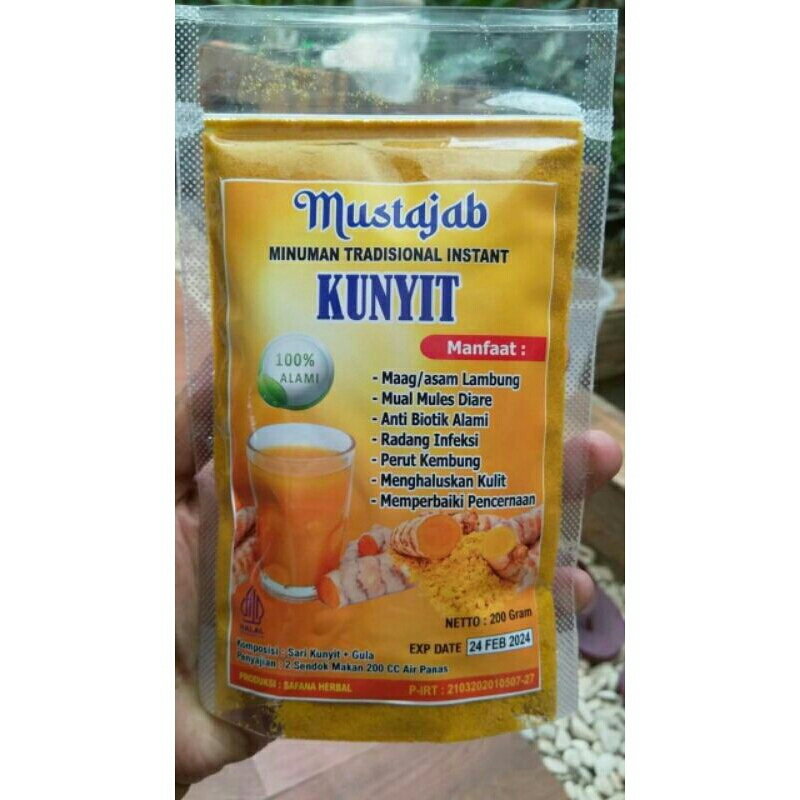 Mustajab
MINUMAN TRADISIONAL INSTANT
KUNYIT
Manfaat :
100%
ALAMI
- Maag/asam Lambung
- Mual Mules Diare
- Anti Biotik Alami
- Radang Infeksi
- Perut Kembung
- Menghaluskan Kulit
- Memperbaiki Pencernaan
HALAL
NETTO : 200 Gram
EXP DATE 24 FEB 2024
Komposisi : Sari Kunyit + Gula
Penyajian : 2 Sendok Makan 200 CC Air Panas
PRODUKSI : SAFANA HERBAL
P-IRT : 2103202010507-27